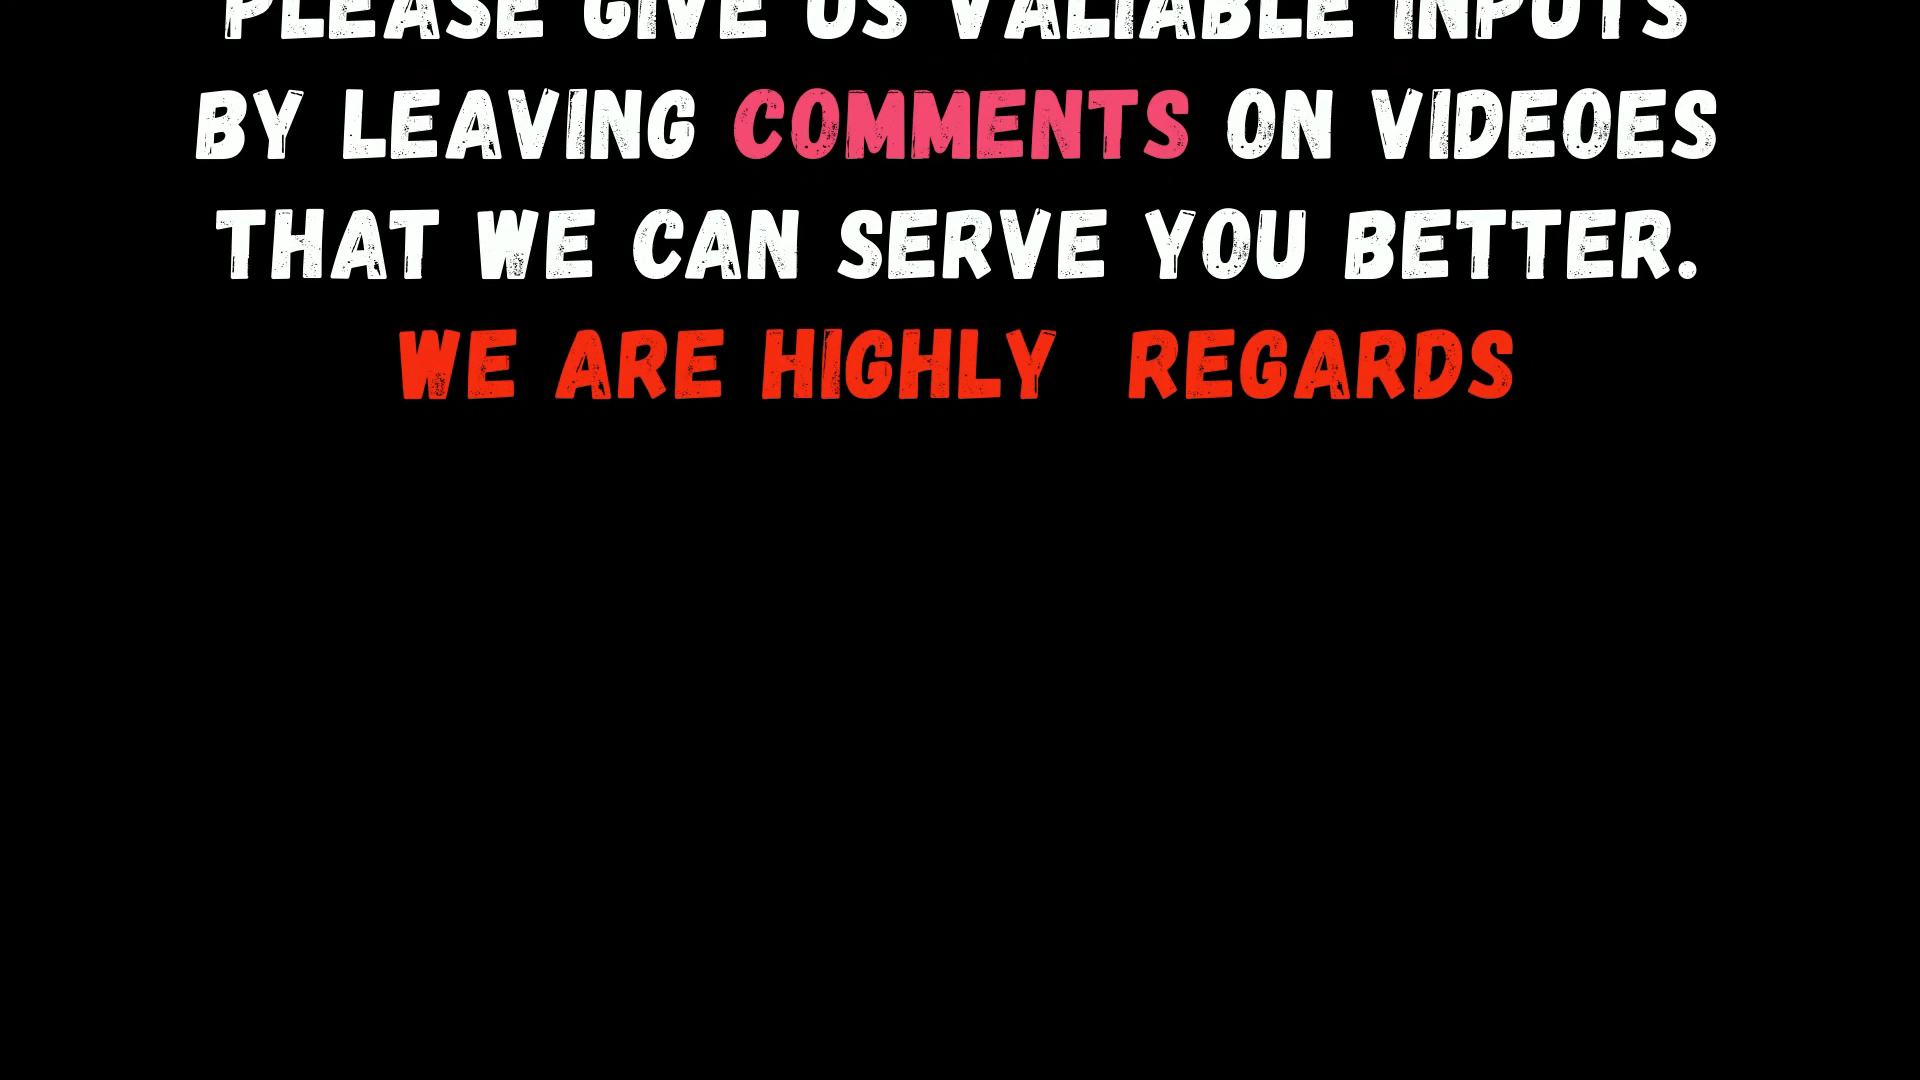 PLEASE GIVE US VALIABLE INPUTS
BY LEAVING COMMENTS ON VIDEOES
THAT WE CAN SERVE YOU BETTER.
WE ARE HIGHLY REGARDS